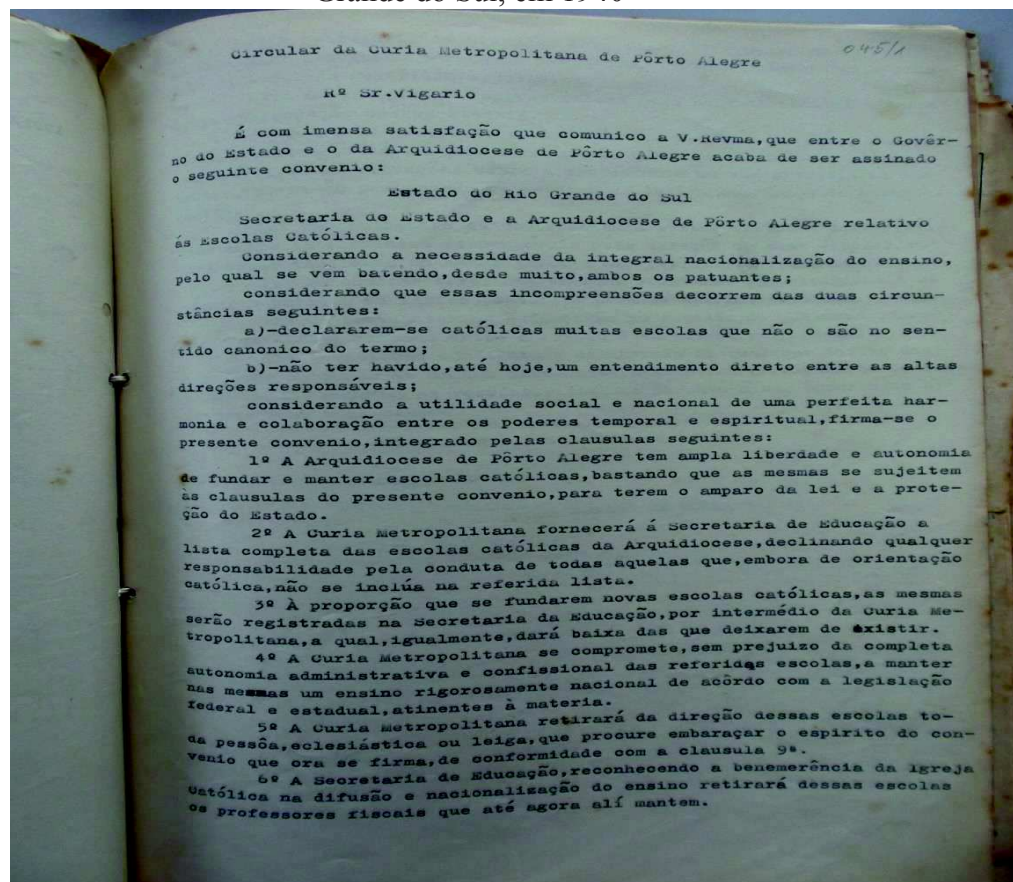 Grande do Sul, em 1940
045/1
Circular da Curia Metropolitana de Pôrto Alegre
Rº Sr.Vigario
É com imensa satisfação que comunico a V.Revma,que entre o Govêr-
no do Estado e o da Arquidiocese de Pôrto Alegre acaba de ser assinado
o seguinte convenio:
Estado do Rio Grande do Sul
Secretaria do Estado e a Arquidiocese de Pôrto Alegre relativo
ás Escolas Católicas.
Considerando a necessidade da integral nacionalização do ensino,
pelo qual se vem batendo,desde muito,ambos os patuantes;
considerando que essas incompreensões decorrem das duas circun-
stâncias seguintes:
a)-declararem-se católicas muitas escolas que não o são no sen-
tido canonico do termo;
b)-não ter havido,até hoje,um entendimento direto entre as altas
direções responsáveis;
considerando a utilidade social e nacional de uma perfeita har-
monia e colaboração entre os poderes temporal e espiritual,firma-se o
presente convenio,integrado pelas clausulas seguintes:
1º A Arquidiocese de Pôrto Alegre tem ampla liberdade e autonomia
de fundar e manter escolas católicas,bastando que as mesmas se sujeitem
às clausulas do presente convenio,para terem o amparo da lei e a prote-
ção do Estado.
2º A Curia Metropolitana fornecerá á Secretaria de Educação a
lista completa das escolas católicas da Arquidiocese,declinando qualquer
responsabilidade pela conduta de todas aquelas que,embora de orientação
católica,não se inclúa na referida lista.
3º À proporção que se fundarem novas escolas católicas,as mesmas
serão registradas na Secretaria da Educação,por intermédio da Curia Me-
tropolitana,a qual,igualmente,dará baixa das que deixarem de existir.
4º A Curia Metropolitana se compromete,sem prejuizo da completa
autonomia administrativa e confissional das referidas escolas,a manter
nas mesmas um ensino rigorosamente nacional de acôrdo com a legislação
federal e estadual,atinentes à materia.
5º A Curia Metropolitana retirará da direção dessas escolas to-
da pessôa,eclesiástica ou leiga,que procure embaraçar o espirito do con-
venio que ora se firma,de conformidade com a clausula 9ª.
6º A Secretaria de Educação,reconhecendo a benemerência da Igreja
Católica na difusão e nacionalização do ensino retirará dessas escolas
os professores fiscais que até agora alí mantem.